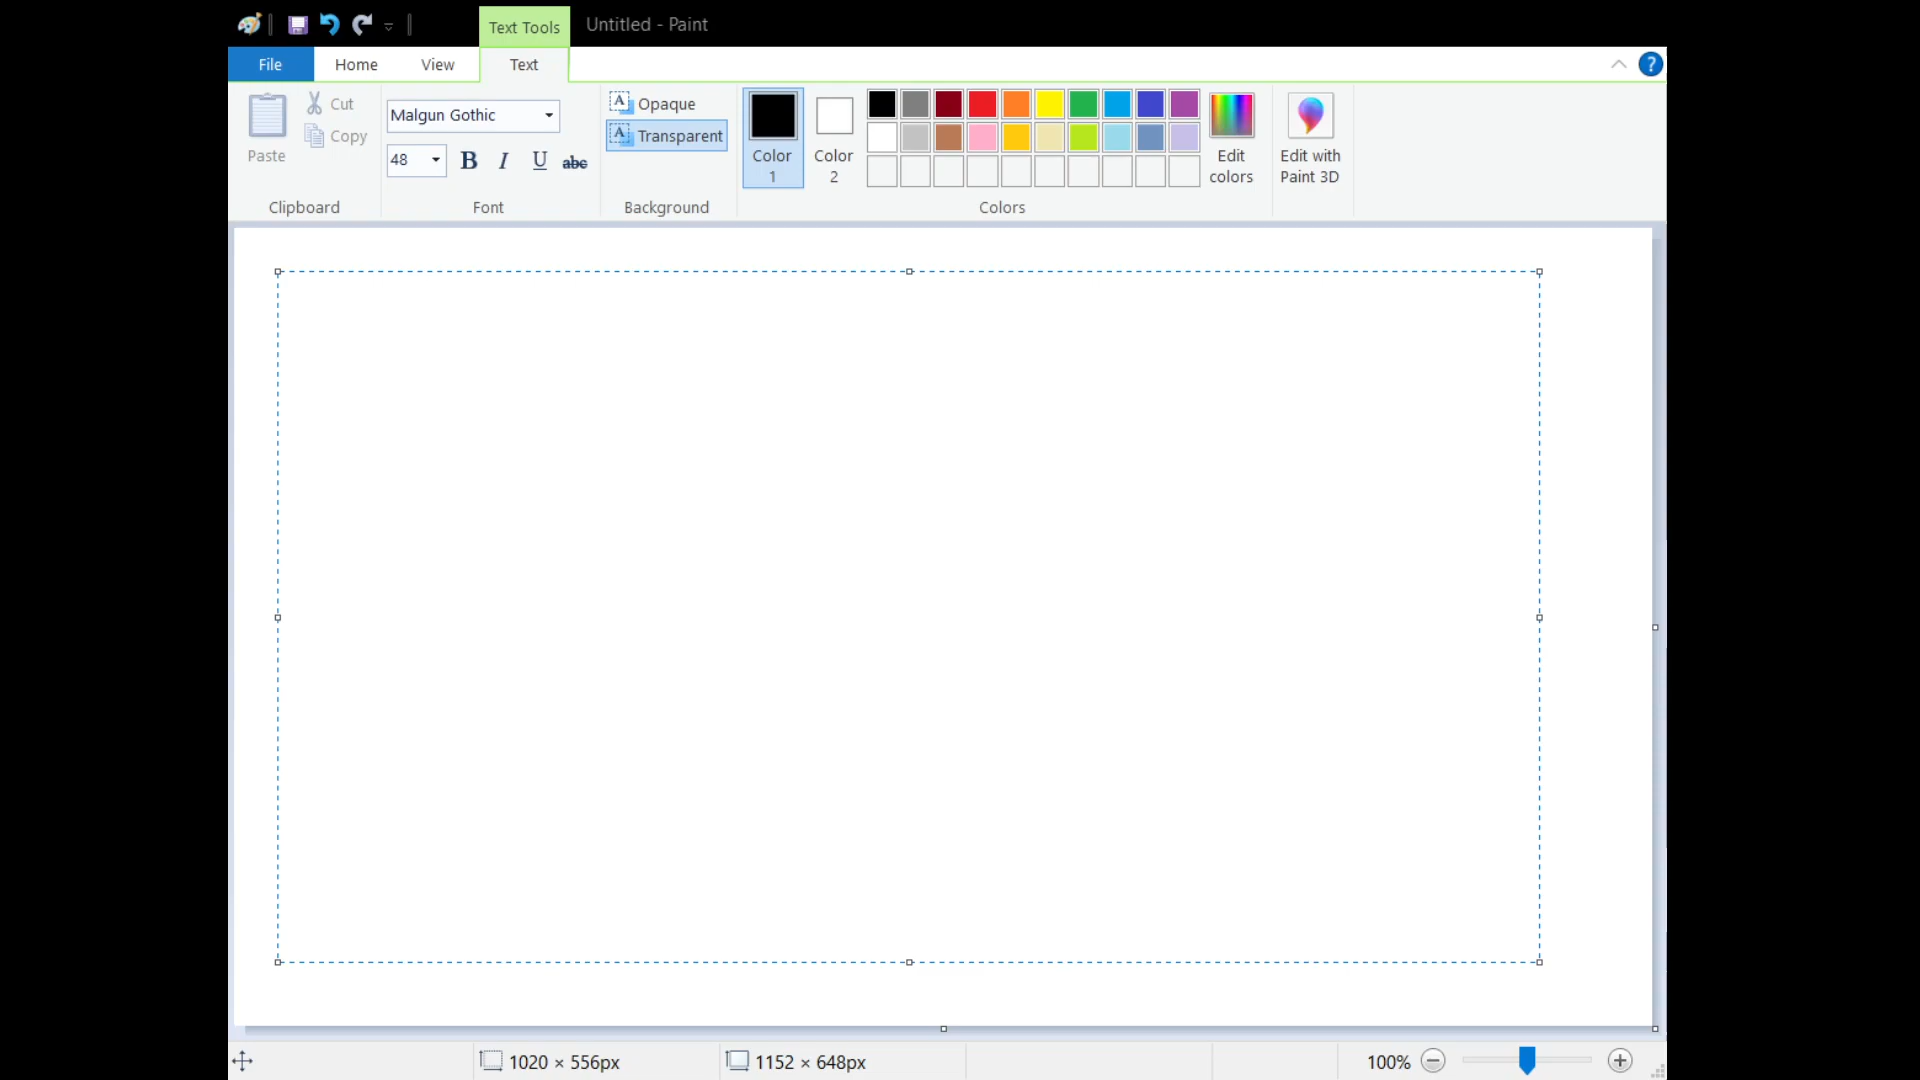 Text Tools
Untitled - Paint
File
Home
View
Text
?
Paste
Cut
Copy
Clipboard
Malgun Gothic
48
B I U abc
Font
A Opaque
A Transparent
Background
Color 1
Color 2
Edit colors
Colors
Edit with Paint 3D
1020 × 556px
1152 × 648px
100%